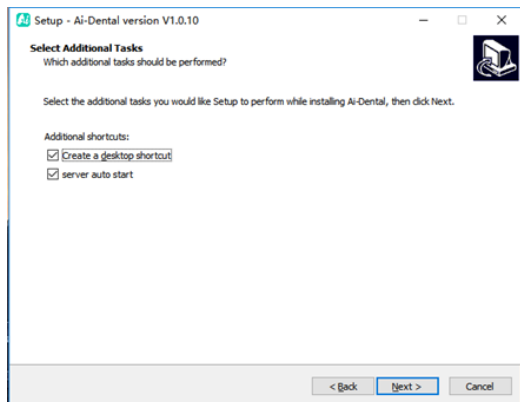 Setup - Ai-Dental version V1.0.10
Select Additional Tasks
Which additional tasks should be performed?
Select the additional tasks you would like Setup to perform while installing Ai-Dental, then click Next.
Additional shortcuts:
Create a desktop shortcut
server auto start
< Back Next > Cancel